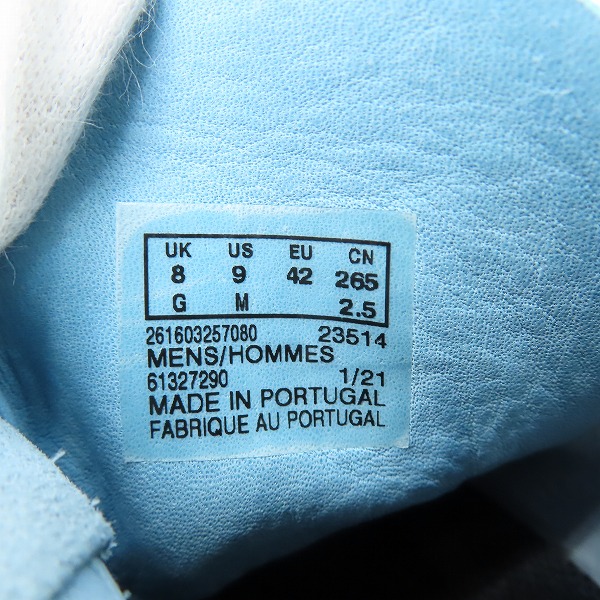 UK US EU CN
8 9 42 265
G M 2.5
261603257080 23514
MENS/HOMMES
61327290 1/21
MADE IN PORTUGAL
FABRIQUE AU PORTUGAL